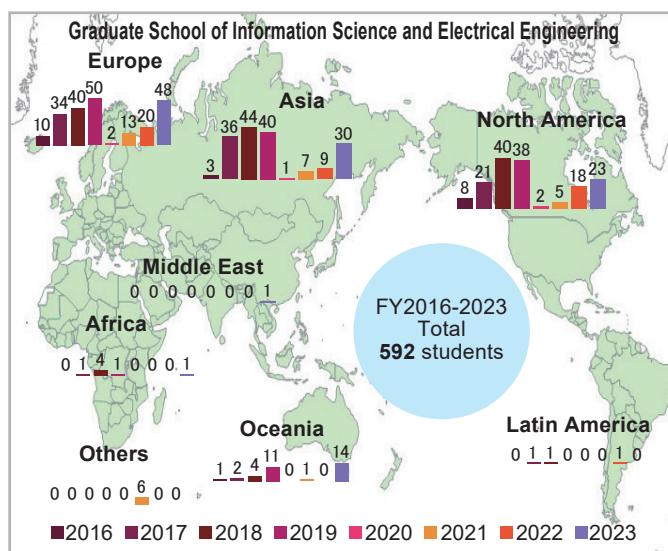 Graduate School of Information Science and Electrical Engineering
Europe
10 34 40 50 2 13 20 48
Asia
3 36 44 40 1 7 9 30
North America
8 21 40 38 2 5 18 23
Middle East
0 0 0 0 0 0 0 1
FY2016-2023
Total
592 students
Africa
0 1 4 1 0 0 0 1
Oceania
1 2 4 11 0 1 0 14
Latin America
0 1 1 0 0 0 1 0
Others
0 0 0 0 0 6 0 0
2016 2017 2018 2019 2020 2021 2022 2023